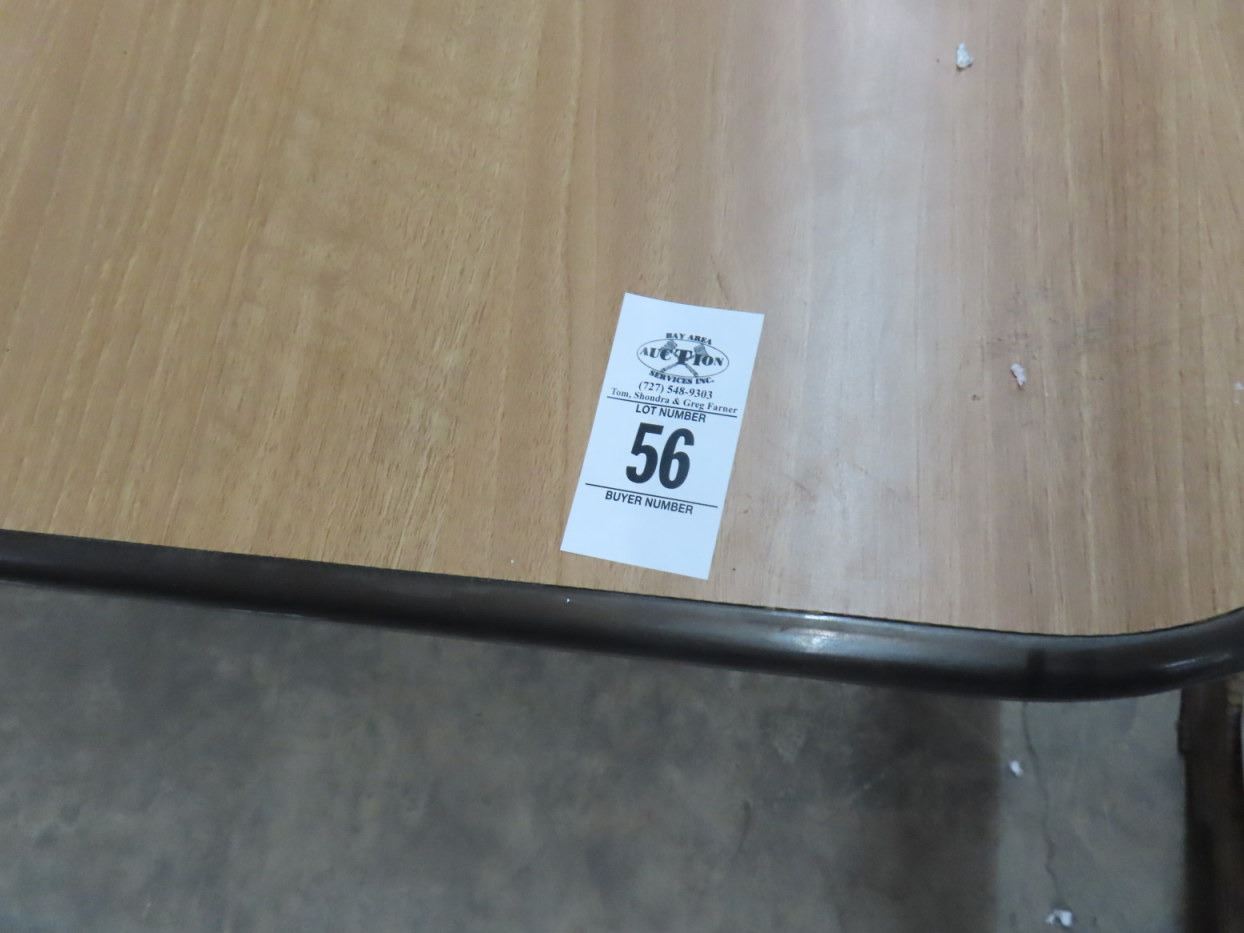 BAY AREA
AUCTION
SERVICES INC.
(727) 548-9303
Tom, Shondra & Greg Farner
LOT NUMBER
56
BUYER NUMBER